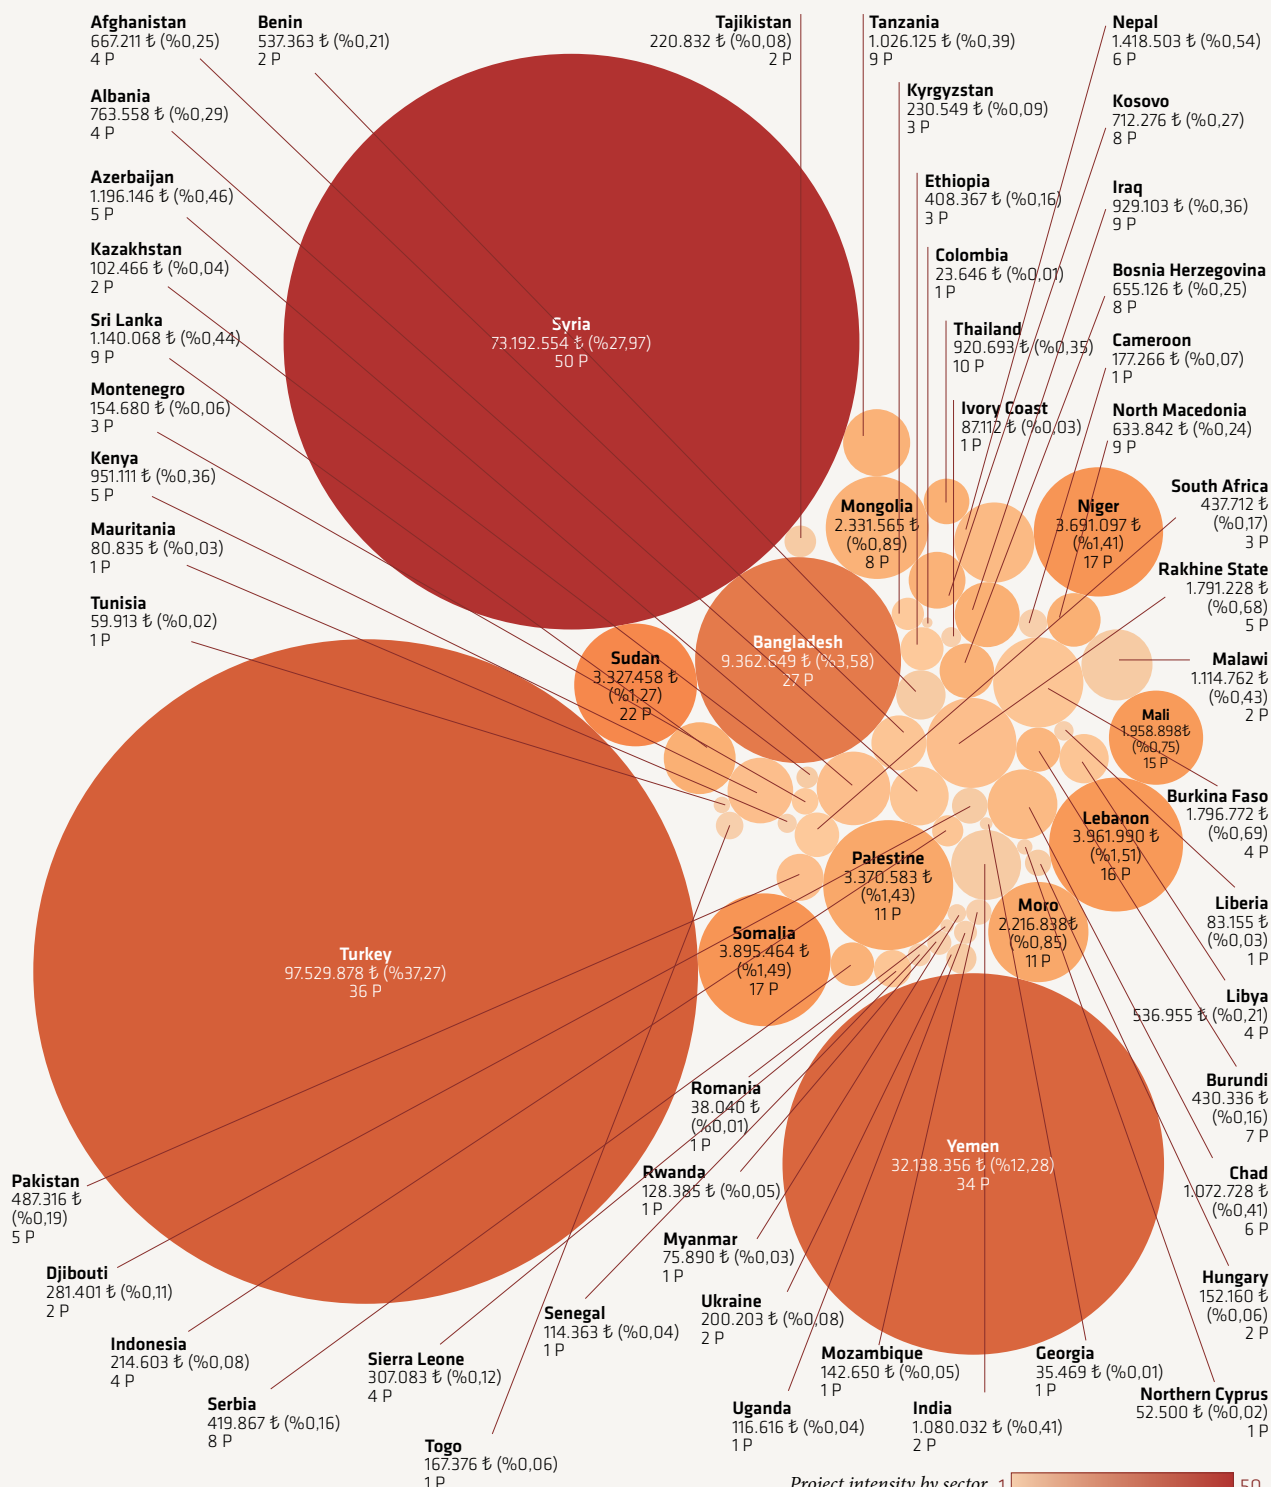 Afghanistan
667.211 ₺ (%0,25)
4 P
Benin
537.363 ₺ (%0,21)
2 P
Tajikistan
220.832 ₺ (%0,08)
2 P
Tanzania
1.026.125 ₺ (%0,39)
9 P
Nepal
1.418.503 ₺ (%0,54)
6 P
Albania
763.558 ₺ (%0,29)
4 P
Kyrgyzstan
230.549 ₺ (%0,09)
3 P
Kosovo
712.276 ₺ (%0,27)
8 P
Azerbaijan
1.196.146 ₺ (%0,46)
5 P
Ethiopia
408.367 ₺ (%0,16)
3 P
Iraq
929.103 ₺ (%0,36)
9 P
Kazakhstan
102.466 ₺ (%0,04)
2 P
Colombia
23.646 ₺ (%0,01)
1 P
Bosnia Herzegovina
655.126 ₺ (%0,25)
8 P
Sri Lanka
1.140.068 ₺ (%0,44)
9 P
Syria
73.192.554 ₺ (%27,97)
50 P
Thailand
920.693 ₺ (%0,35)
10 P
Cameroon
177.266 ₺ (%0,07)
1 P
Montenegro
154.680 ₺ (%0,06)
3 P
Ivory Coast
87.112 ₺ (%0,03)
1 P
North Macedonia
633.842 ₺ (%0,24)
9 P
Kenya
951.111 ₺ (%0,36)
5 P
Mongolia
2.331.565 ₺
(%0,89)
8 P
Niger
3.691.097 ₺
(%1,41)
17 P
South Africa
437.712 ₺
(%0,17)
3 P
Mauritania
80.835 ₺ (%0,03)
1 P
Rakhine State
1.791.228 ₺
(%0,68)
5 P
Tunisia
59.913 ₺ (%0,02)
1 P
Sudan
3.327.458 ₺
(%1,27)
22 P
Bangladesh
9.362.649 ₺ (%3,58)
27 P
Malawi
1.114.762 ₺
(%0,43)
2 P
Mali
1.958.898₺
(%0,75)
15 P
Burkina Faso
1.796.772 ₺
(%0,69)
4 P
Lebanon
3.961.990 ₺
(%1,51)
16 P
Palestine
3.370.583 ₺
(%1,43)
11 P
Liberia
83.155 ₺
(%0,03)
1 P
Moro
2.216.838₺
(%0,85)
11 P
Somalia
3.895.464 ₺
(%1,49)
17 P
Turkey
97.529.878 ₺ (%37,27)
36 P
Libya
536.955 ₺ (%0,21)
4 P
Romania
38.040 ₺
(%0,01)
1 P
Burundi
430.336 ₺
(%0,16)
7 P
Yemen
32.138.356 ₺ (%12,28)
34 P
Pakistan
487.316 ₺
(%0,19)
5 P
Rwanda
128.385 ₺ (%0,05)
1 P
Chad
1.072.728 ₺
(%0,41)
6 P
Myanmar
75.890 ₺ (%0,03)
1 P
Djibouti
281.401 ₺ (%0,11)
2 P
Hungary
152.160 ₺
(%0,06)
2 P
Ukraine
200.203 ₺ (%0,08)
2 P
Senegal
114.363 ₺ (%0,04)
1 P
Indonesia
214.603 ₺ (%0,08)
4 P
Sierra Leone
307.083 ₺ (%0,12)
4 P
Mozambique
142.650 ₺ (%0,05)
1 P
Georgia
35.469 ₺ (%0,01)
1 P
Northern Cyprus
52.500 ₺ (%0,02)
1 P
Serbia
419.867 ₺ (%0,16)
8 P
Uganda
116.616 ₺ (%0,04)
1 P
India
1.080.032 ₺ (%0,41)
2 P
Togo
167.376 ₺ (%0,06)
1 P
Project intensity by sector 1 50